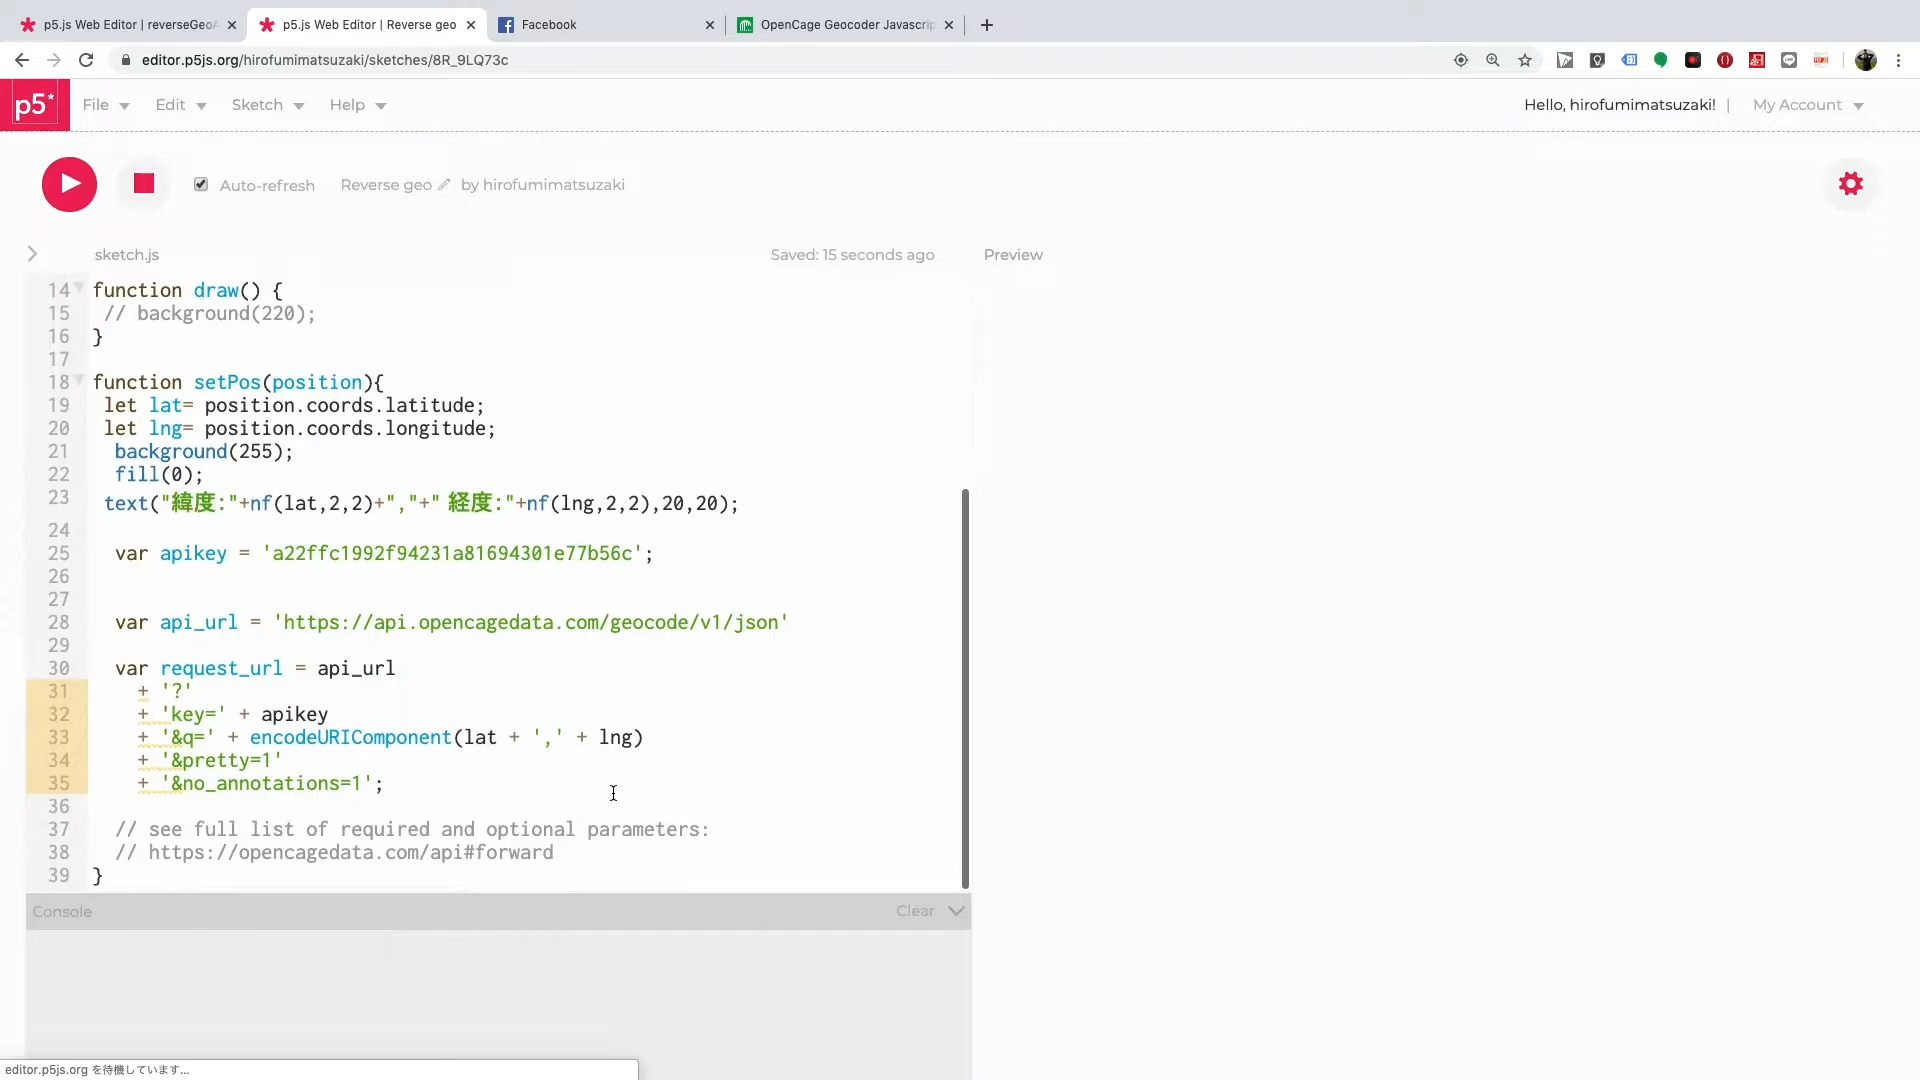 p5.js Web Editor | reverseGeoA
p5.js Web Editor | Reverse geo
Facebook
OpenCage Geocoder Javascrip
editor.p5js.org/hirofumimatsuzaki/sketches/8R_9LQ73c
p5*
File
Edit
Sketch
Help
Hello, hirofumimatsuzaki! |
My Account
Auto-refresh
Reverse geo
by hirofumimatsuzaki
sketch.js
Saved: 15 seconds ago
Preview
14 function draw() {
15 // background(220);
16 }
17
18 function setPos(position){
19 let lat= position.coords.latitude;
20 let lng= position.coords.longitude;
21 background(255);
22 fill(0);
23 text("緯度:"+nf(lat,2,2)+","+" 経度:"+nf(lng,2,2),20,20);
24
25 var apikey = 'a22ffc1992f94231a81694301e77b56c';
26
27
28 var api_url = 'https://api.opencagedata.com/geocode/v1/json'
29
30 var request_url = api_url
31 + '?'
32 + 'key=' + apikey
33 + '&q=' + encodeURIComponent(lat + ',' + lng)
34 + '&pretty=1'
35 + '&no_annotations=1';
36
37 // see full list of required and optional parameters:
38 // https://opencagedata.com/api#forward
39 }
Console
Clear
editor.p5js.org を待機しています...